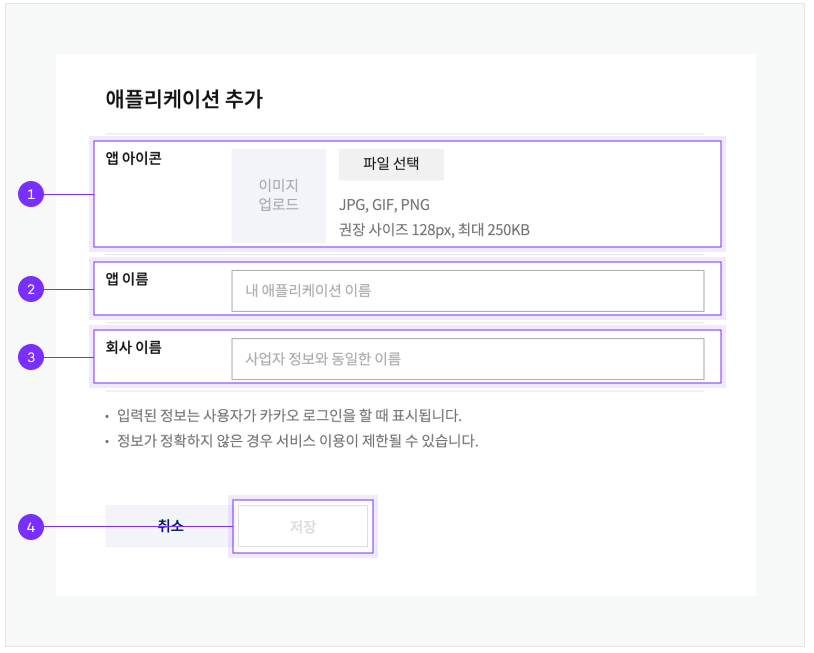 애플리케이션 추가
1
앱 아이콘
이미지
업로드
파일 선택
JPG, GIF, PNG
권장 사이즈 128px, 최대 250KB
2
앱 이름
내 애플리케이션 이름
3
회사 이름
사업자 정보와 동일한 이름
• 입력된 정보는 사용자가 카카오 로그인을 할 때 표시됩니다.
• 정보가 정확하지 않은 경우 서비스 이용이 제한될 수 있습니다.
4
취소
저장